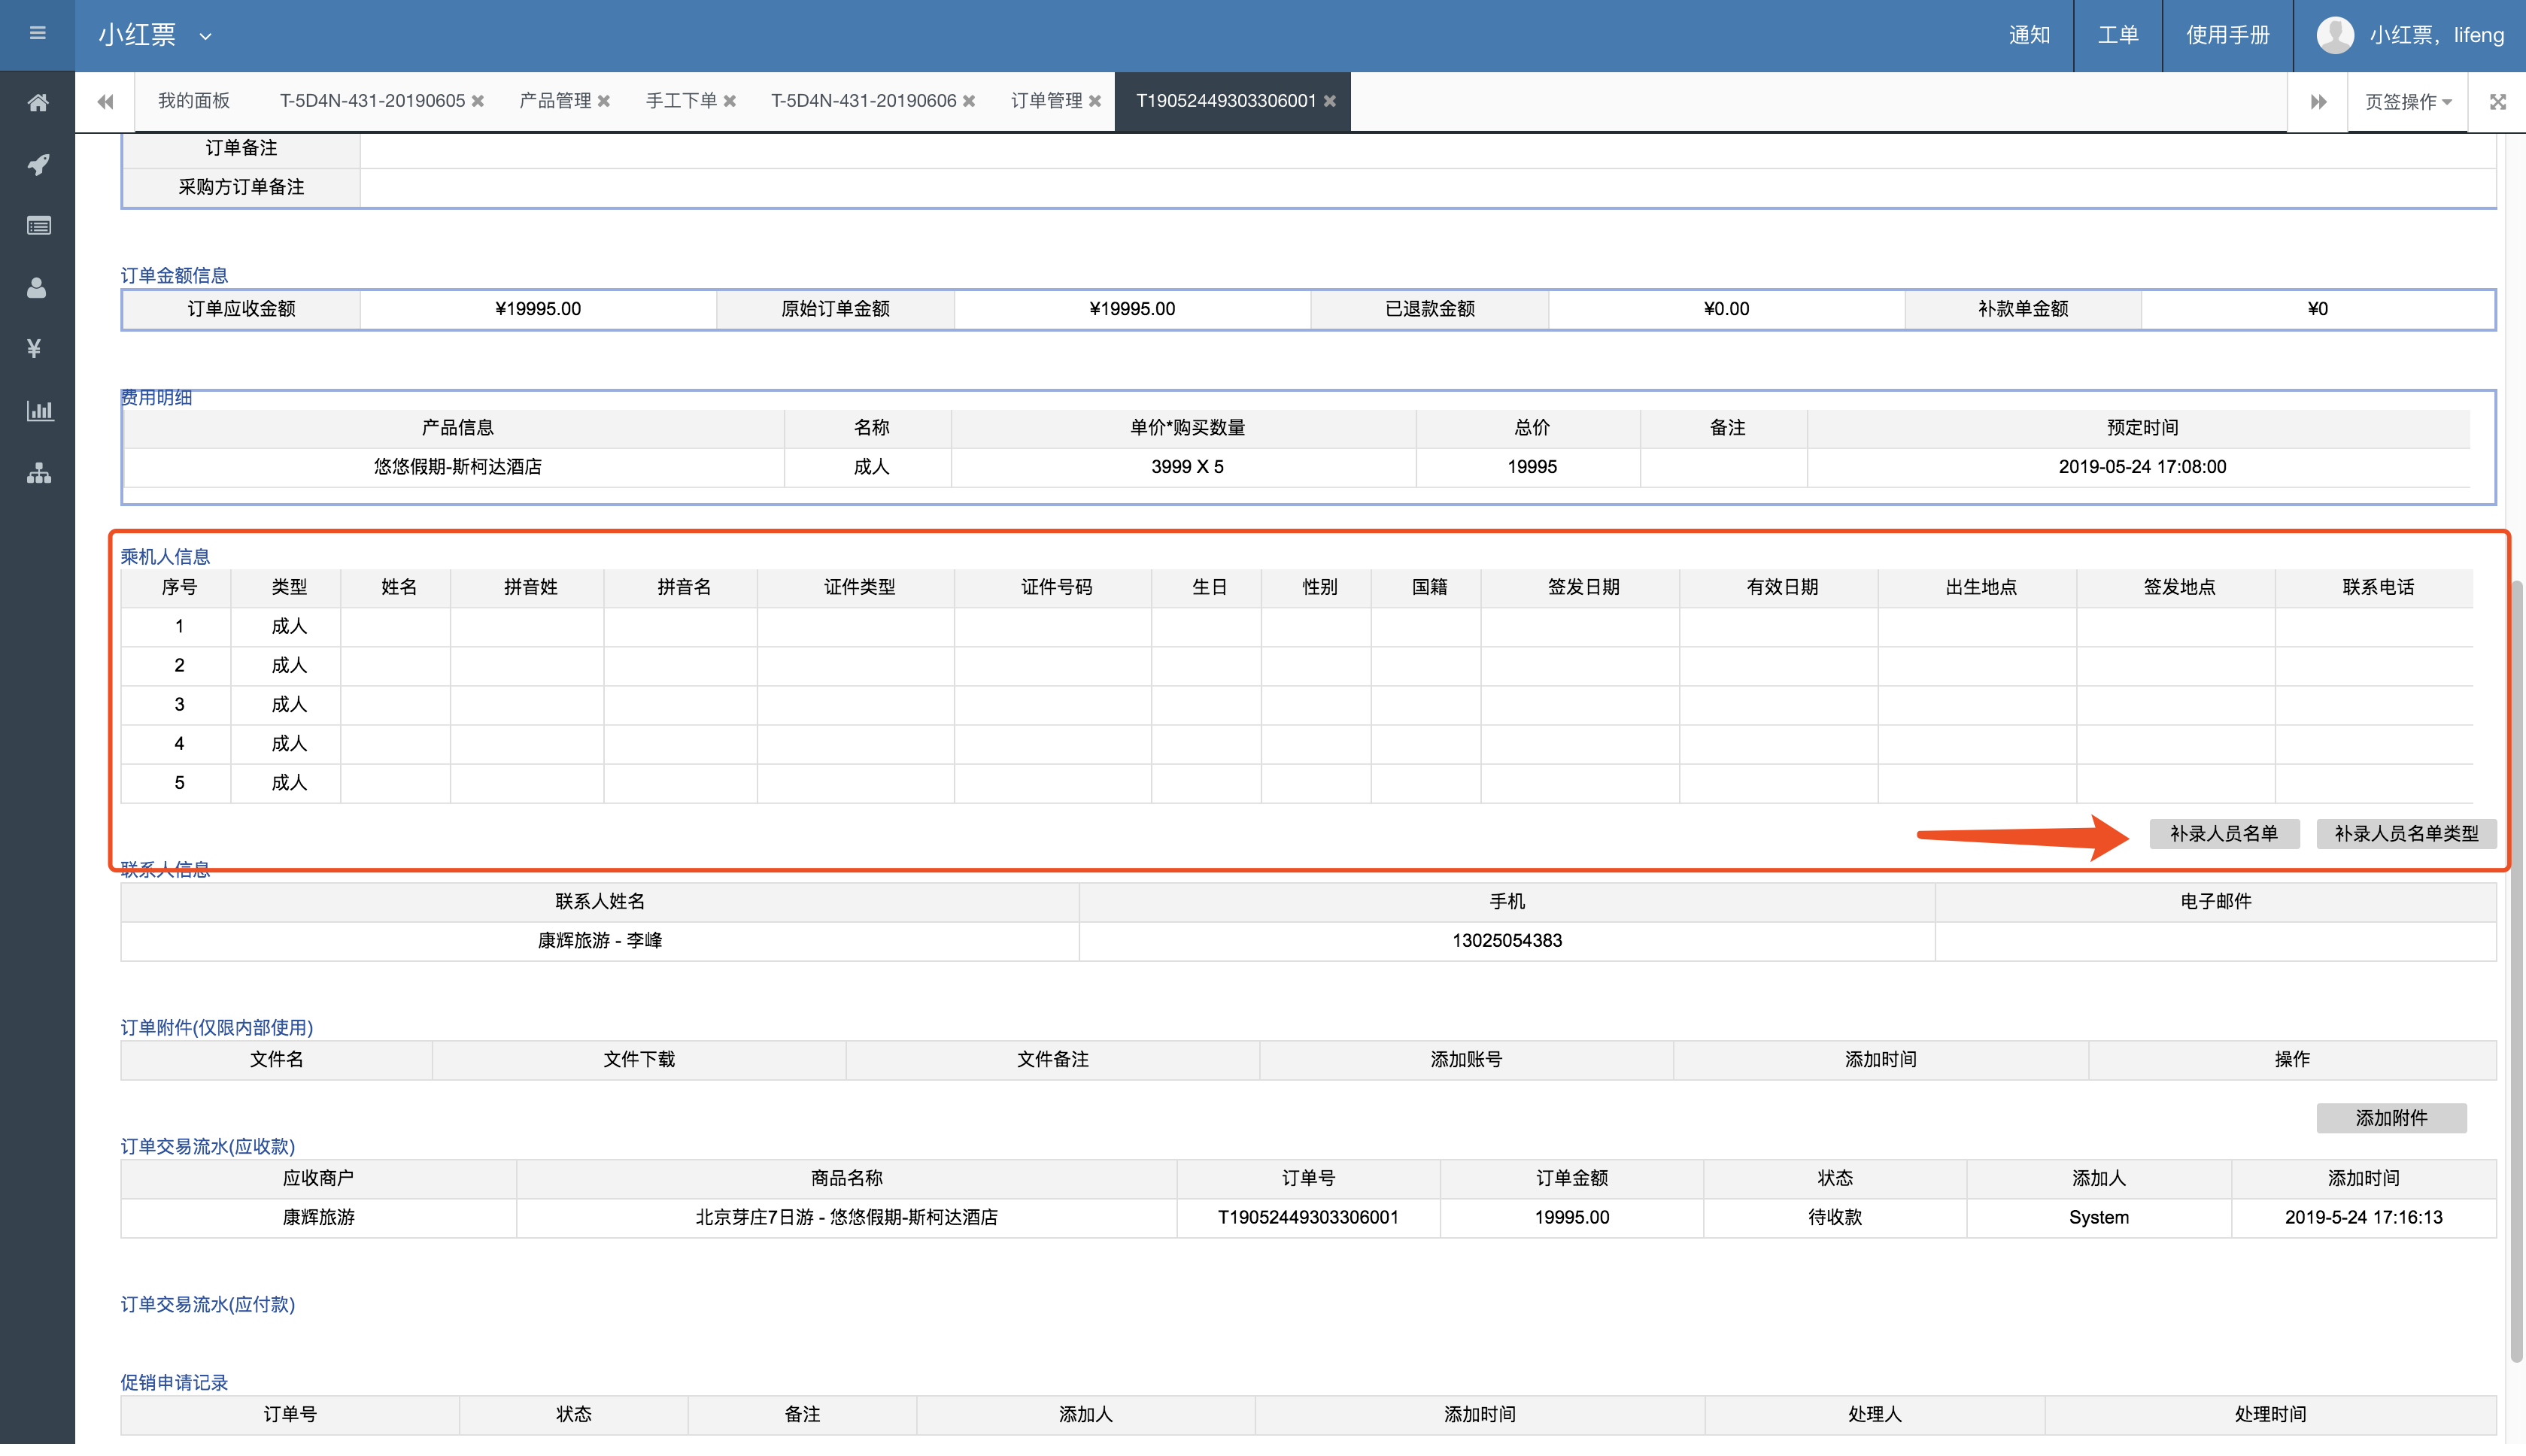 小红票 通知 工单 使用手册 小红票，lifeng
我的面板 T-5D4N-431-20190605 产品管理 手工下单 T-5D4N-431-20190606 订单管理 T19052449303306001 页签操作
订单备注
采购方订单备注
订单金额信息
订单应收金额 ¥19995.00 原始订单金额 ¥19995.00 已退款金额 ¥0.00 补款单金额 ¥0
费用明细
产品信息 名称 单价*购买数量 总价 备注 预定时间
悠悠假期-斯柯达酒店 成人 3999 X 5 19995 2019-05-24 17:08:00
乘机人信息
序号 类型 姓名 拼音姓 拼音名 证件类型 证件号码 生日 性别 国籍 签发日期 有效日期 出生地点 签发地点 联系电话
1 成人
2 成人
3 成人
4 成人
5 成人
补录人员名单 补录人员名单类型
联系人信息
联系人姓名 手机 电子邮件
康辉旅游 - 李峰 13025054383
订单附件(仅限内部使用)
文件名 文件下载 文件备注 添加账号 添加时间 操作
添加附件
订单交易流水(应收款)
应收商户 商品名称 订单号 订单金额 状态 添加人 添加时间
康辉旅游 北京芽庄7日游 - 悠悠假期-斯柯达酒店 T19052449303306001 19995.00 待收款 System 2019-5-24 17:16:13
订单交易流水(应付款)
促销申请记录
订单号 状态 备注 添加人 添加时间 处理人 处理时间